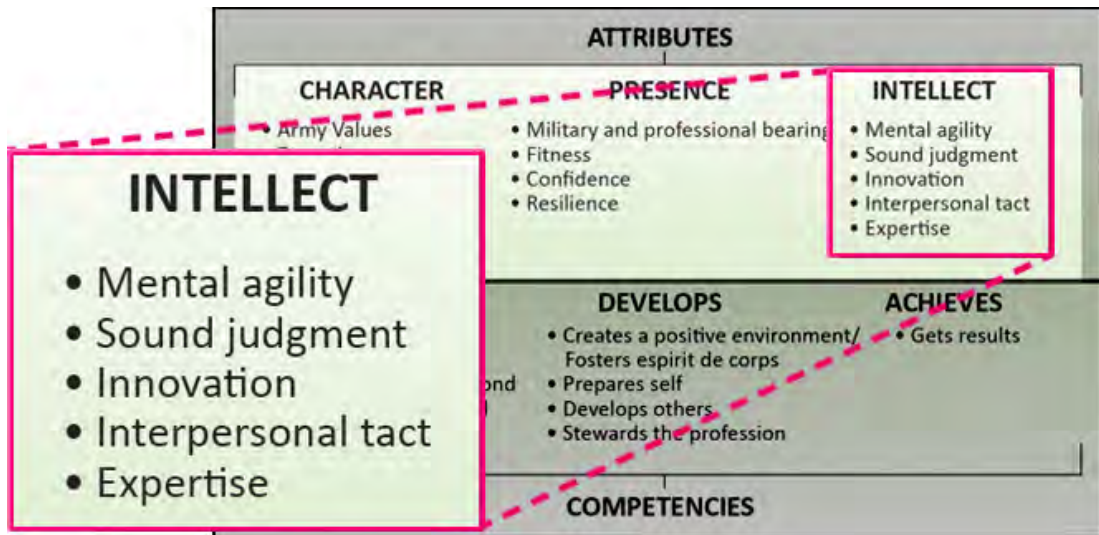 ATTRIBUTES
CHARACTER
• Army Values
PRESENCE
• Military and professional bearing
• Fitness
• Confidence
• Resilience
INTELLECT
• Mental agility
• Sound judgment
• Innovation
• Interpersonal tact
• Expertise
INTELLECT
• Mental agility
• Sound judgment
• Innovation
• Interpersonal tact
• Expertise
DEVELOPS
• Creates a positive environment/
Fosters espirit de corps
• Prepares self
• Develops others
• Stewards the profession
ACHIEVES
• Gets results
COMPETENCIES